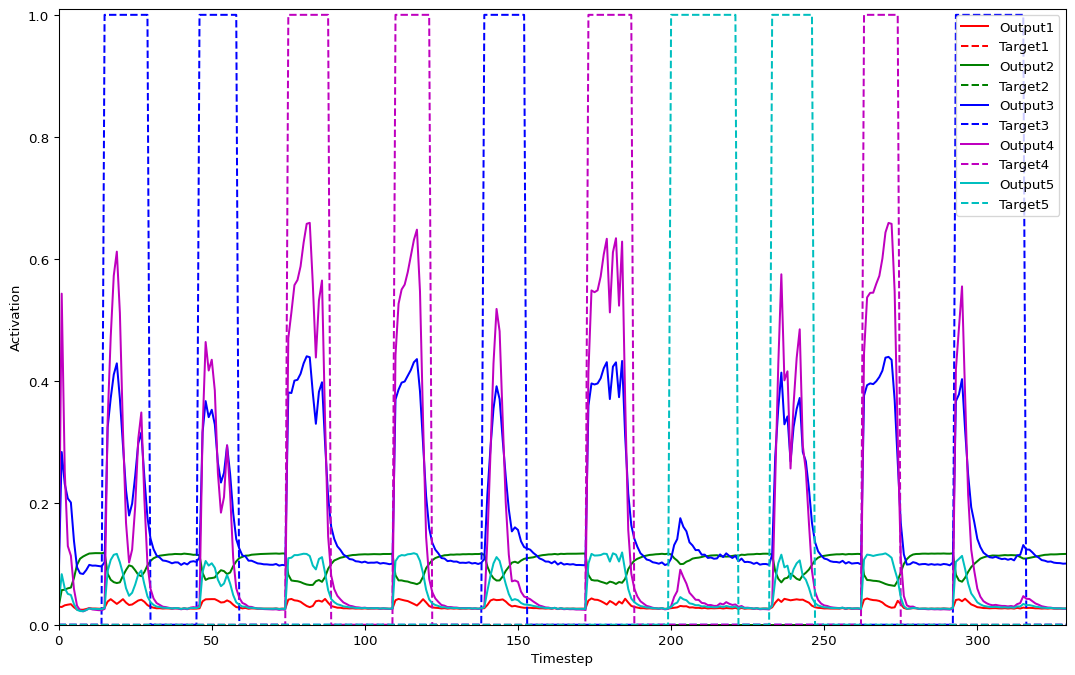 1.0
0.8
0.6
0.4
0.2
0.0
Activation
0
50
100
150
200
250
300
Timestep
Output1
Target1
Output2
Target2
Output3
Target3
Output4
Target4
Output5
Target5